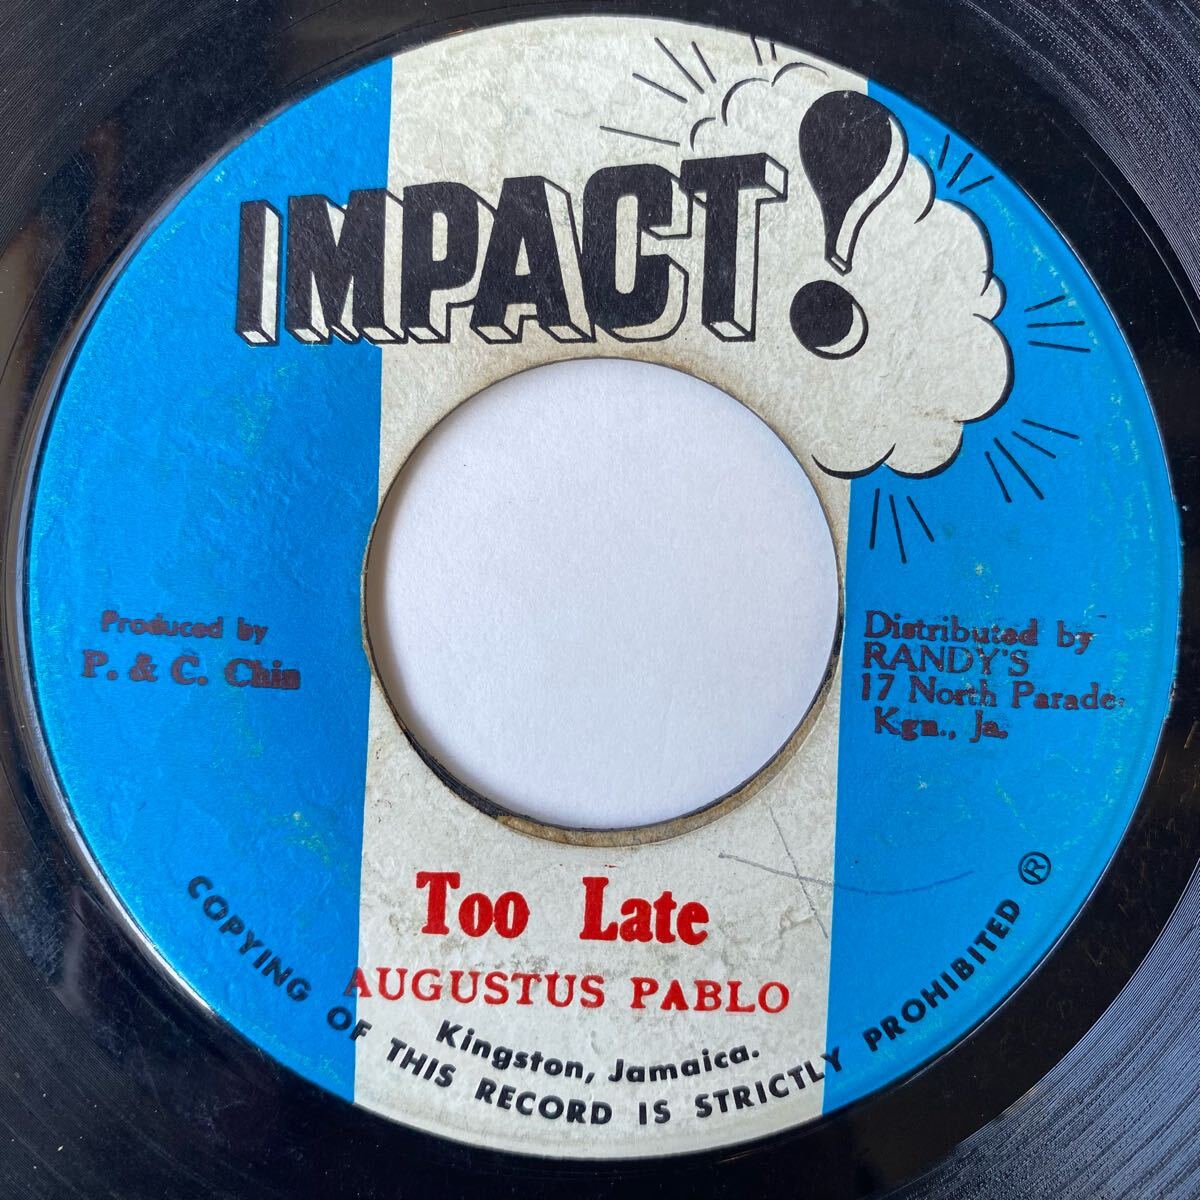 IMPACT!
Produced by
P. & C. Chin
Distributed by
RANDY'S
17 North Parade.
Kgn., Ja.
Too Late
AUGUSTUS PABLO
Kingston, Jamaica.
COPYING OF THIS RECORD IS STRICTLY PROHIBITED ®